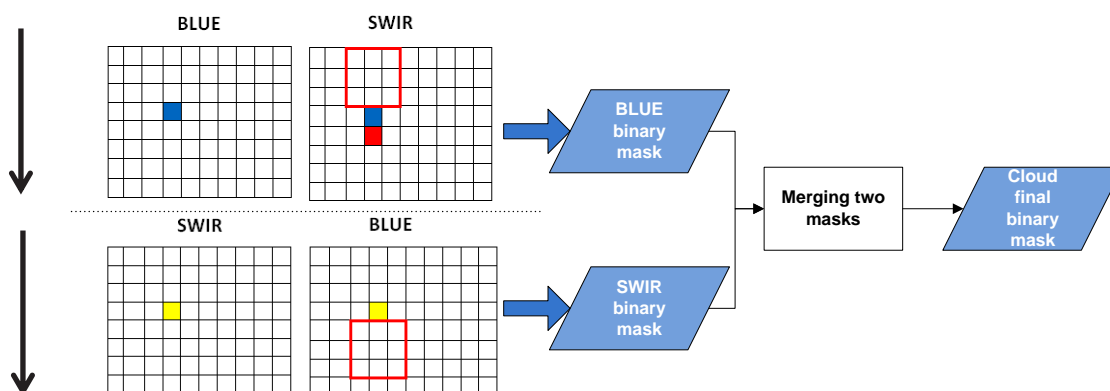 BLUE
SWIR
BLUE
binary
mask
Merging two
masks
Cloud
final
binary
mask
SWIR
BLUE
SWIR
binary
mask